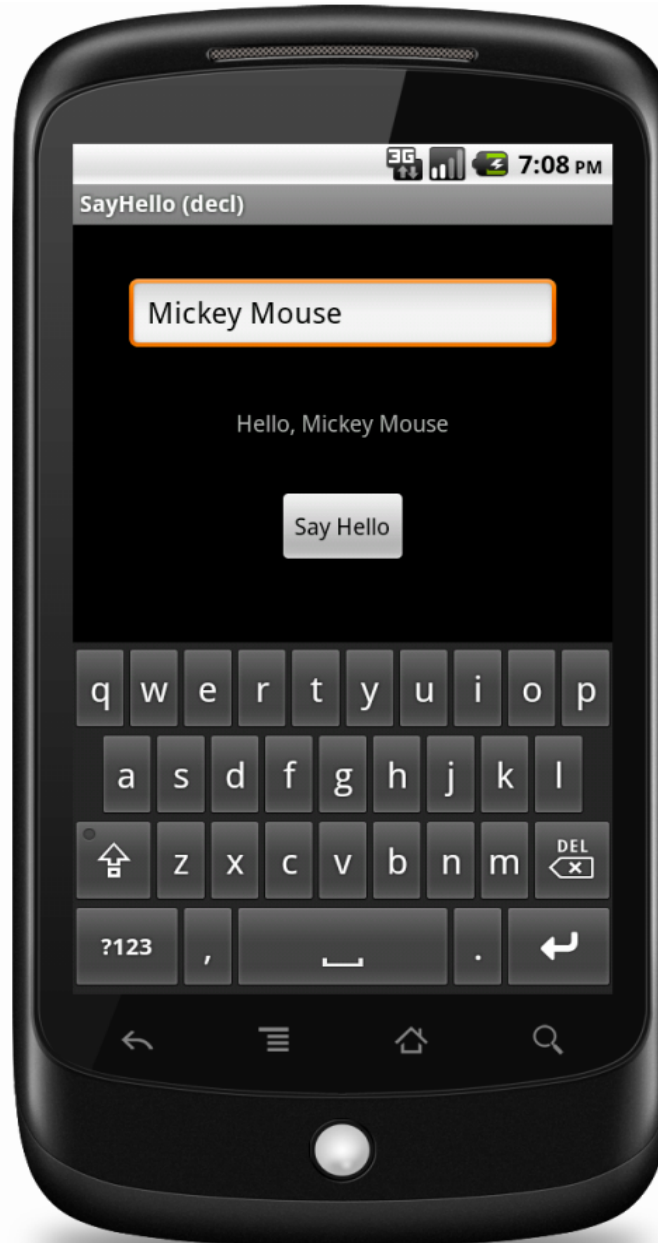 3G 7:08 PM
SayHello (decl)
Mickey Mouse
Hello, Mickey Mouse
Say Hello
q w e r t y u i o p
a s d f g h j k l
z x c v b n m DEL
?123 , .